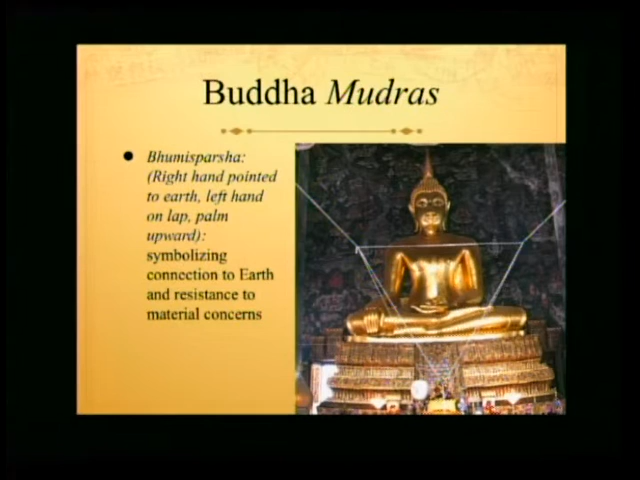 Buddha Mudras
Bhumisparsha:
(Right hand pointed
to earth, left hand
on lap, palm
upward):
symbolizing
connection to Earth
and resistance to
material concerns